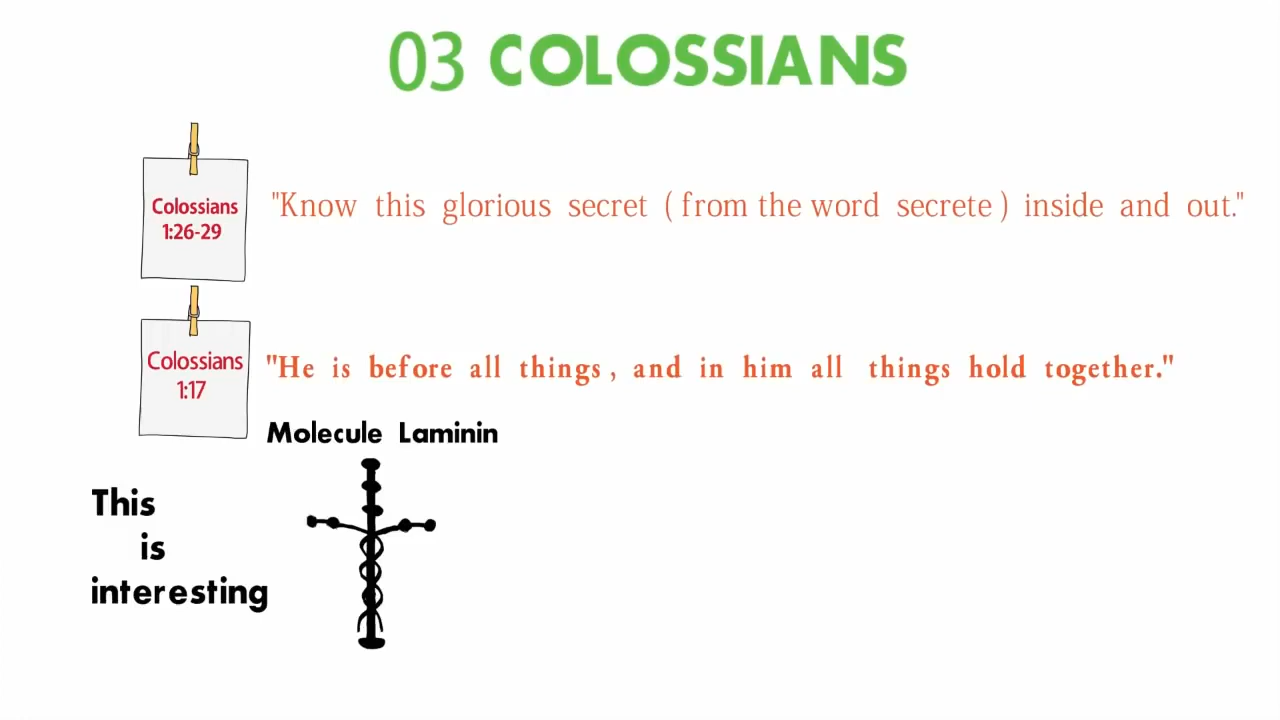 03 COLOSSIANS
Colossians
1:26-29
"Know this glorious secret ( from the word secrete ) inside and out."
Colossians
1:17
"He is before all things, and in him all things hold together."
Molecule Laminin
This
is
interesting